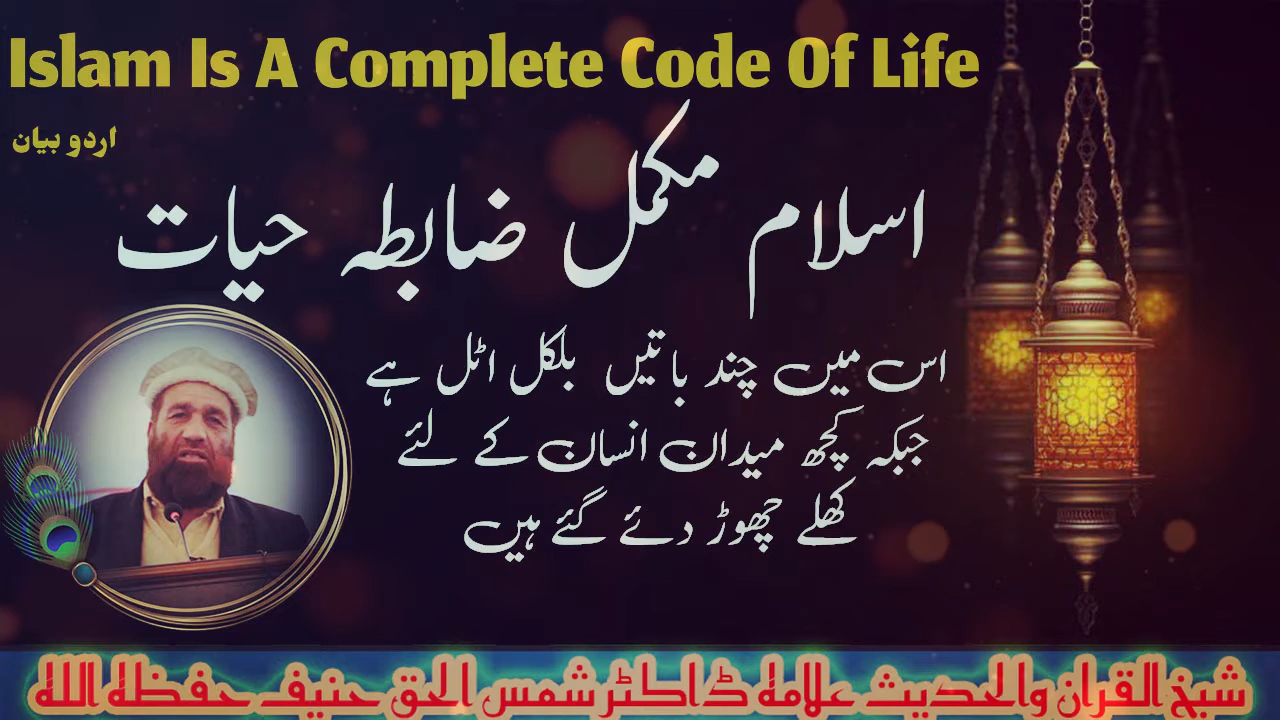 Islam Is A Complete Code Of Life
اردو بیان
اسلام مکمل ضابطہ حیات
اس میں چند باتیں بلکل اٹل ہے
جبکہ کچھ میدان انسان کے لئے
کھلے چھوڑ دئے گئے ہیں
شیخ القران والحدیث علامہ ڈاکٹر شمس الحق حنیف حفظہ اللہ